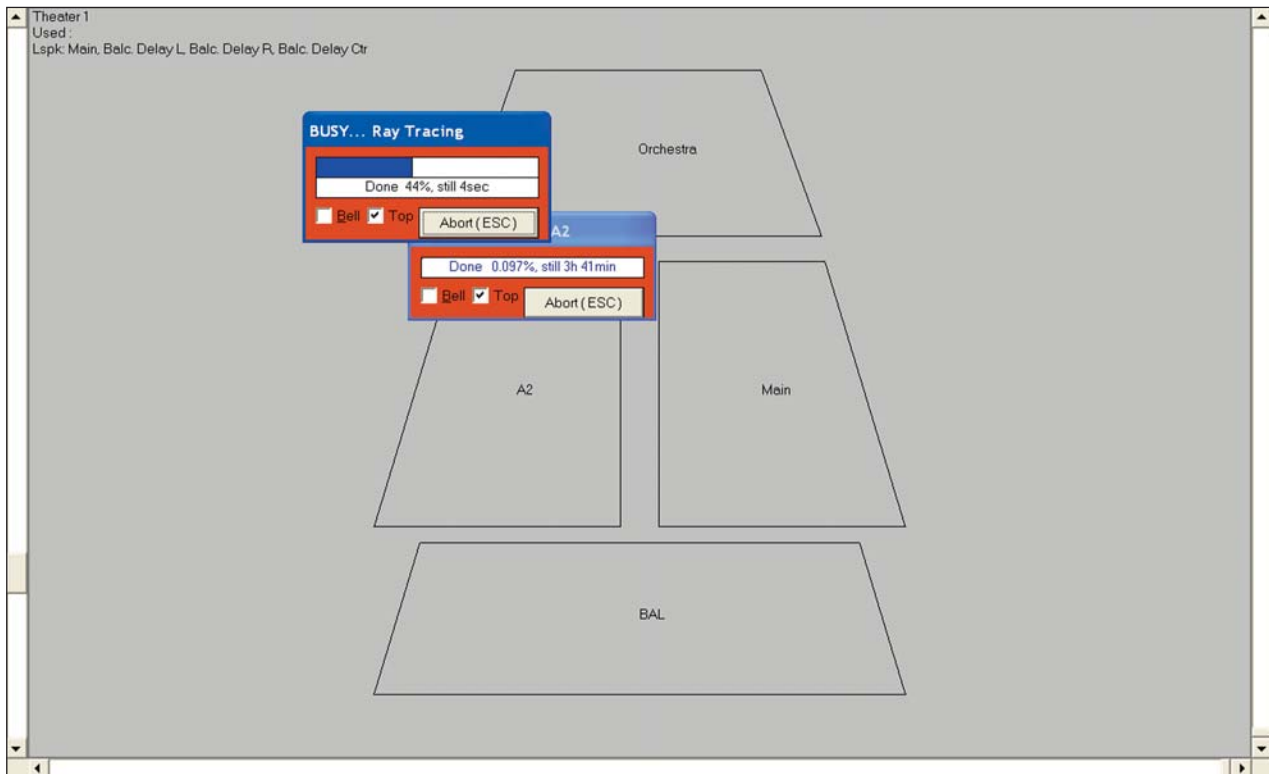 Theater 1
Used :
Lspk: Main, Balc. Delay L, Balc. Delay R, Balc. Delay Ctr
Orchestra
BUSY... Ray Tracing
Done 44%, still 4sec
Bell Top Abort (ESC)
A2
Done 0.097%, still 3h 41min
Bell Top Abort (ESC)
A2
Main
BAL